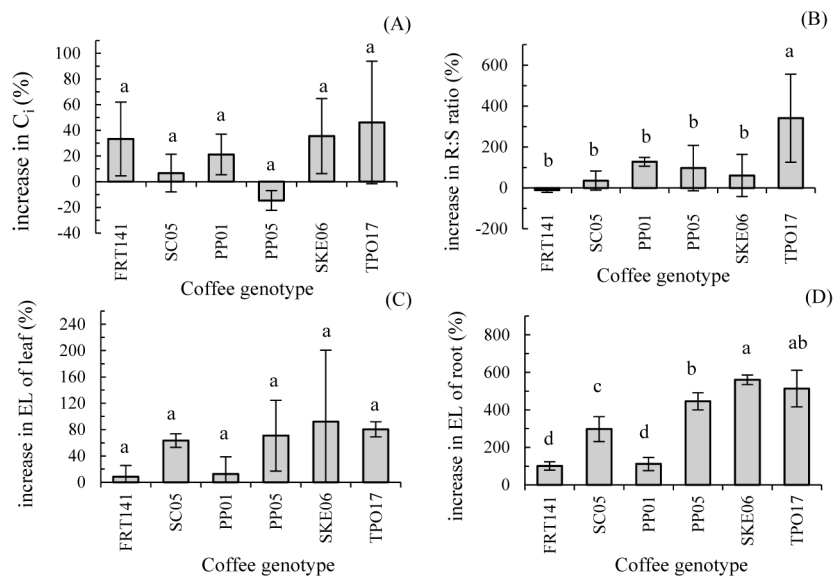 (A)
increase in Ci (%)
100
80
60
40
20
0
-20
-40
a
a
a
a
a
a
FRT141
SC05
PP01
PP05
SKE06
TPO17
Coffee genotype
(B)
increase in R:S ratio (%)
600
400
200
0
-200
b
b
b
b
b
a
FRT141
SC05
PP01
PP05
SKE06
TPO17
Coffee genotype
(C)
increase in EL of leaf (%)
240
200
160
120
80
40
0
a
a
a
a
a
a
FRT141
SC05
PP01
PP05
SKE06
TPO17
Coffee genotype
(D)
increase in EL of root (%)
800
600
400
200
0
d
c
d
b
a
ab
FRT141
SC05
PP01
PP05
SKE06
TPO17
Coffee genotype